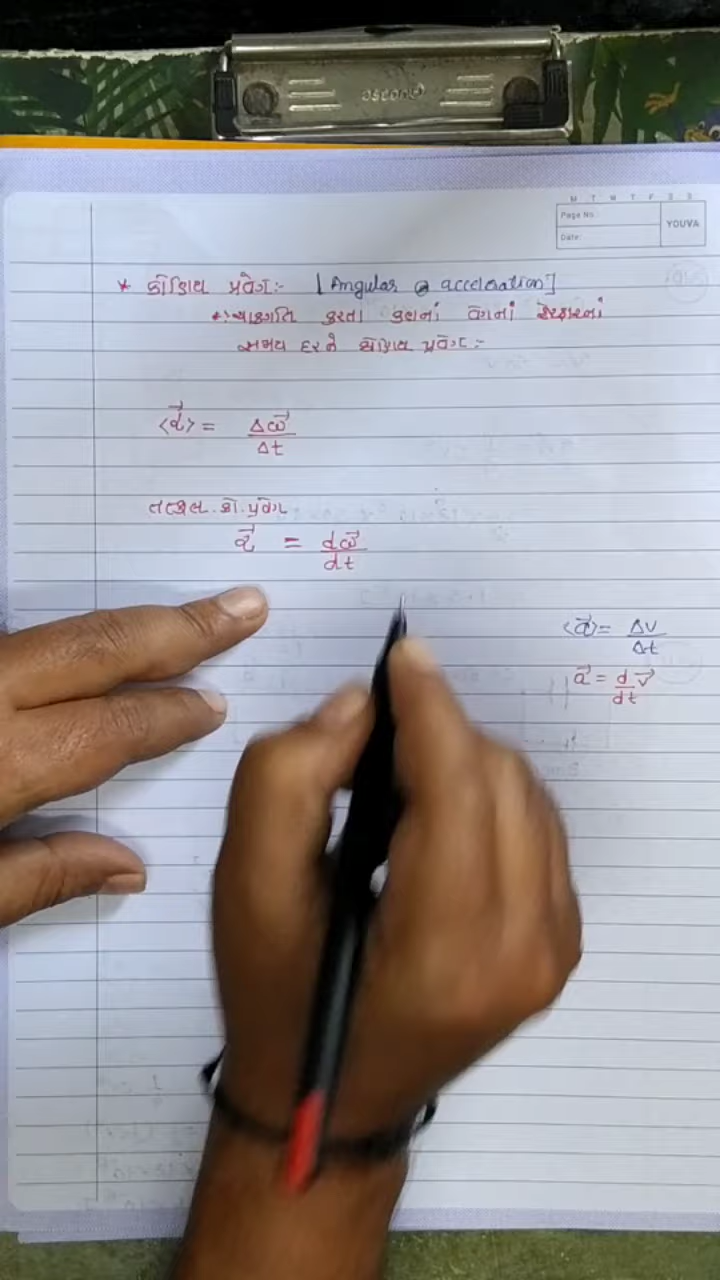 M T W T F S S
Page No.:
Date:
YOUVA
* કોણીય પ્રવેગ:- [Angular acceleration]
*:ચાકગતિ કરતા કણનાં વેગનાં ફેરફારનાં
સમય દરને કોણીય પ્રવેગ:-
<α⃗> = Δω⃗/Δt
તત્કાલ. કો. પ્રવેગ
α⃗ = dω⃗/dt
<a⃗> = Δv/Δt
a⃗ = d/dt v⃗